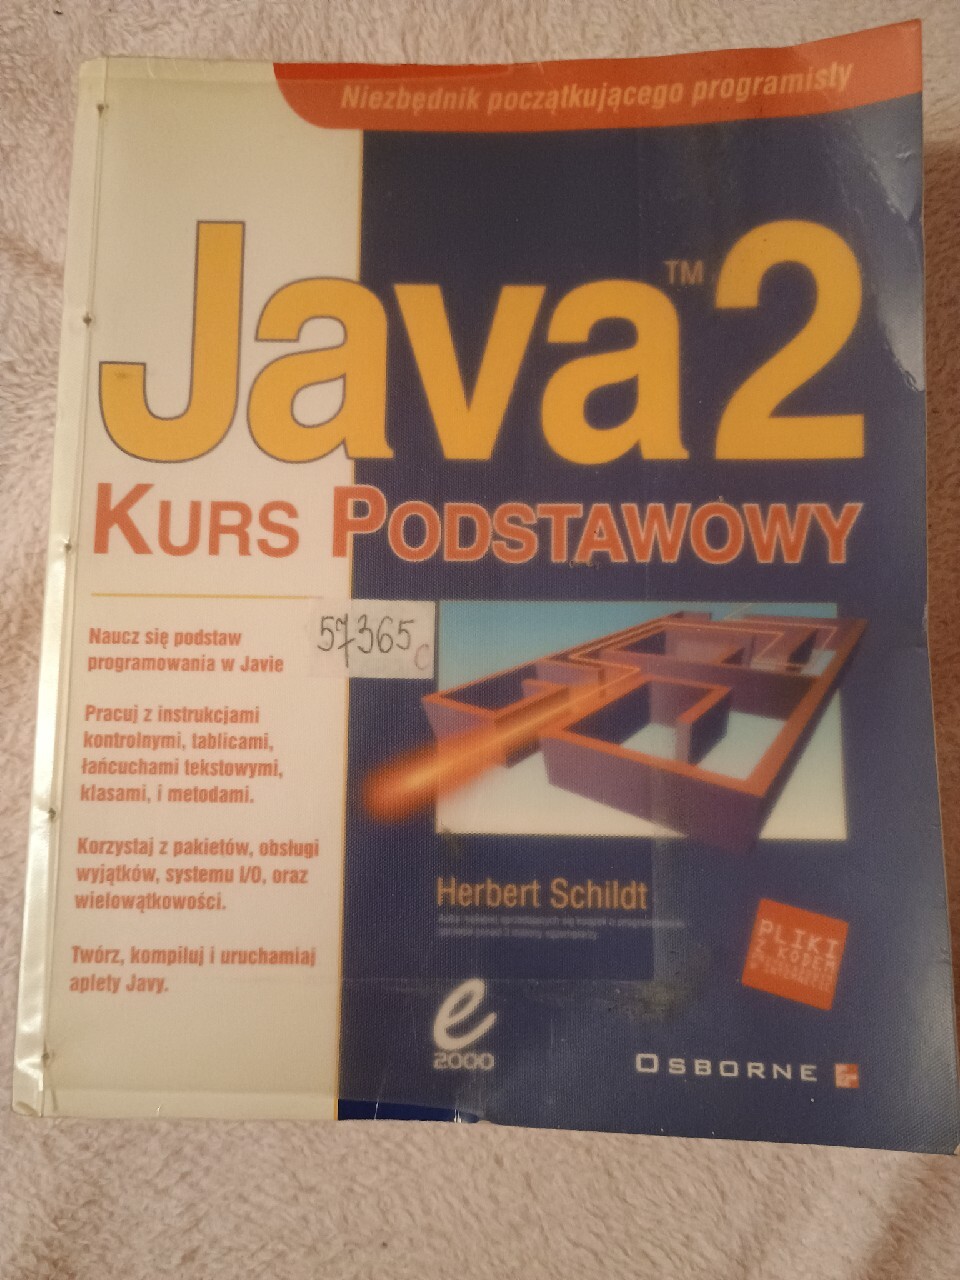 Niezbędnik początkującego programisty
Java™2
KURS PODSTAWOWY
Naucz się podstaw
programowania w Javie
57365
C
Pracuj z instrukcjami
kontrolnymi, tablicami,
łańcuchami tekstowymi,
klasami, i metodami.
Korzystaj z pakietów, obsługi
wyjątków, systemu I/O, oraz
wielowątkowości.
Twórz, kompiluj i uruchamiaj
aplety Javy.
Herbert Schildt
PLIKI
Z KODEM
e
2000
OSBORNE